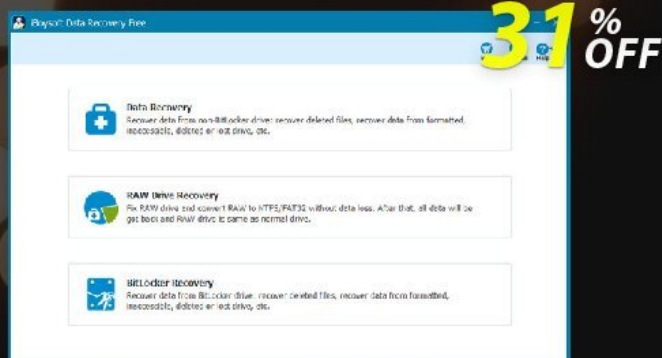 iBoysoft Data Recovery Free
31% OFF
Help
Data Recovery
Recover data from non-BitLocker drive: recover deleted files, recover data from formatted,
inaccessible, deleted or lost drive, etc.
RAW Drive Recovery
Fix RAW drive and convert RAW to NTFS/FAT32 without data loss. After that, all data will be
got back and RAW drive is same as normal drive.
BitLocker Recovery
Recover data from BitLocker drive: recover deleted files, recover data from formatted,
inaccessible, deleted or lost drive, etc.